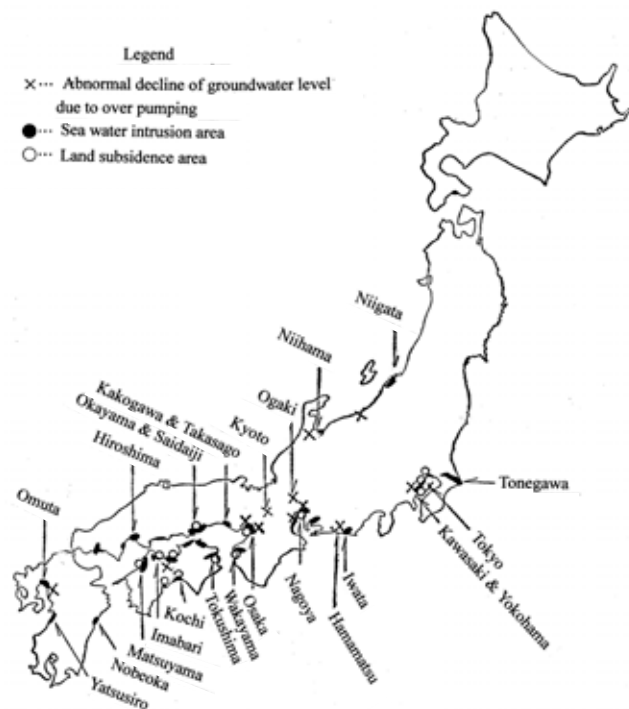 Legend
×··· Abnormal decline of groundwater level
due to over pumping
●··· Sea water intrusion area
○··· Land subsidence area
Niigata
Niihama
Ogaki
Kyoto
Kakogawa & Takasago
Okayama & Saidaiji
Hiroshima
Omuta
Tonegawa
Tokyo
Kawasaki & Yokohama
Iwata
Hamamatsu
Nagoya
Osaka
Wakayama
Tokushima
Kochi
Imabari
Matsuyama
Nobeoka
Yatsusiro